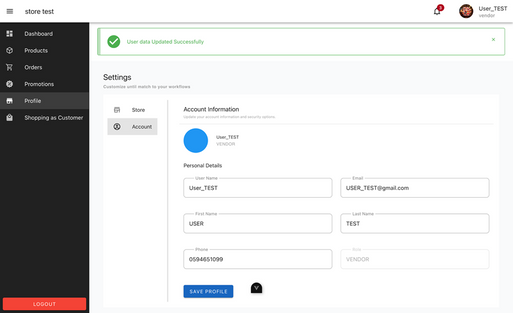 store test
3
User_TEST
vendor
Dashboard
Products
Orders
Promotions
Profile
Shopping as Customer
LOGOUT
User data Updated Successfully
×
Settings
Customize until match to your workflows
Store
Account
Account Information
Update your account information and security options
User_TEST
VENDOR
Personal Details
User Name
User_TEST
Email
USER_TEST@gmail.com
First Name
USER
Last Name
TEST
Phone
0594651099
VENDOR
SAVE PROFILE